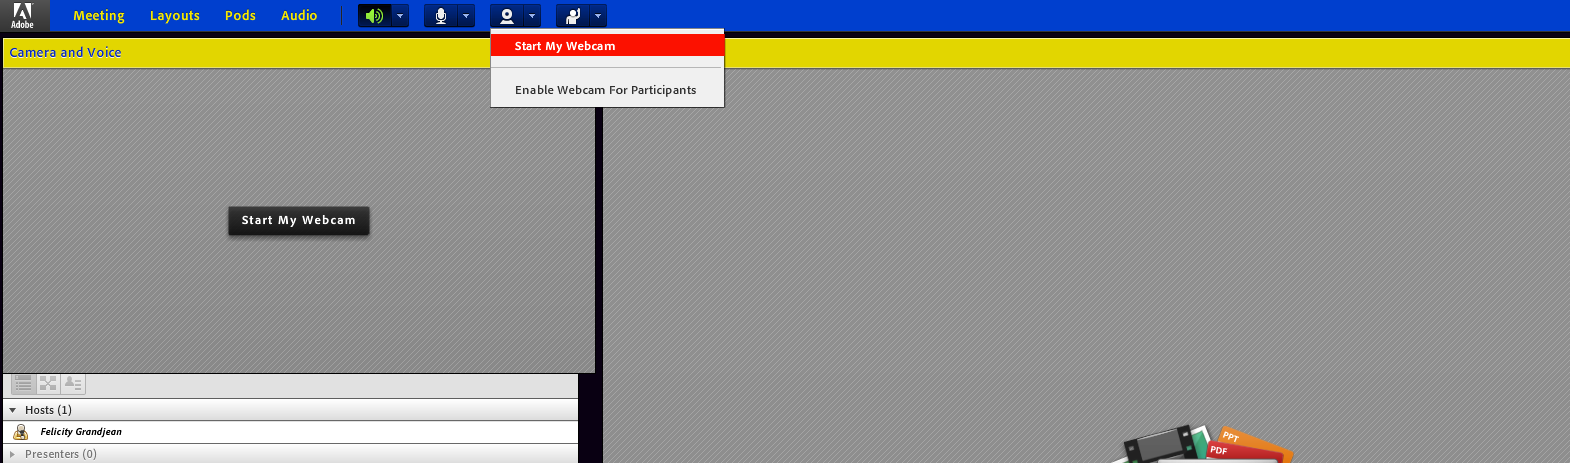 Adobe
Meeting Layouts Pods Audio
Camera and Voice
Start My Webcam
Enable Webcam For Participants
Start My Webcam
Hosts (1)
Felicity Grandjean
Presenters (0)
PPT
PDF